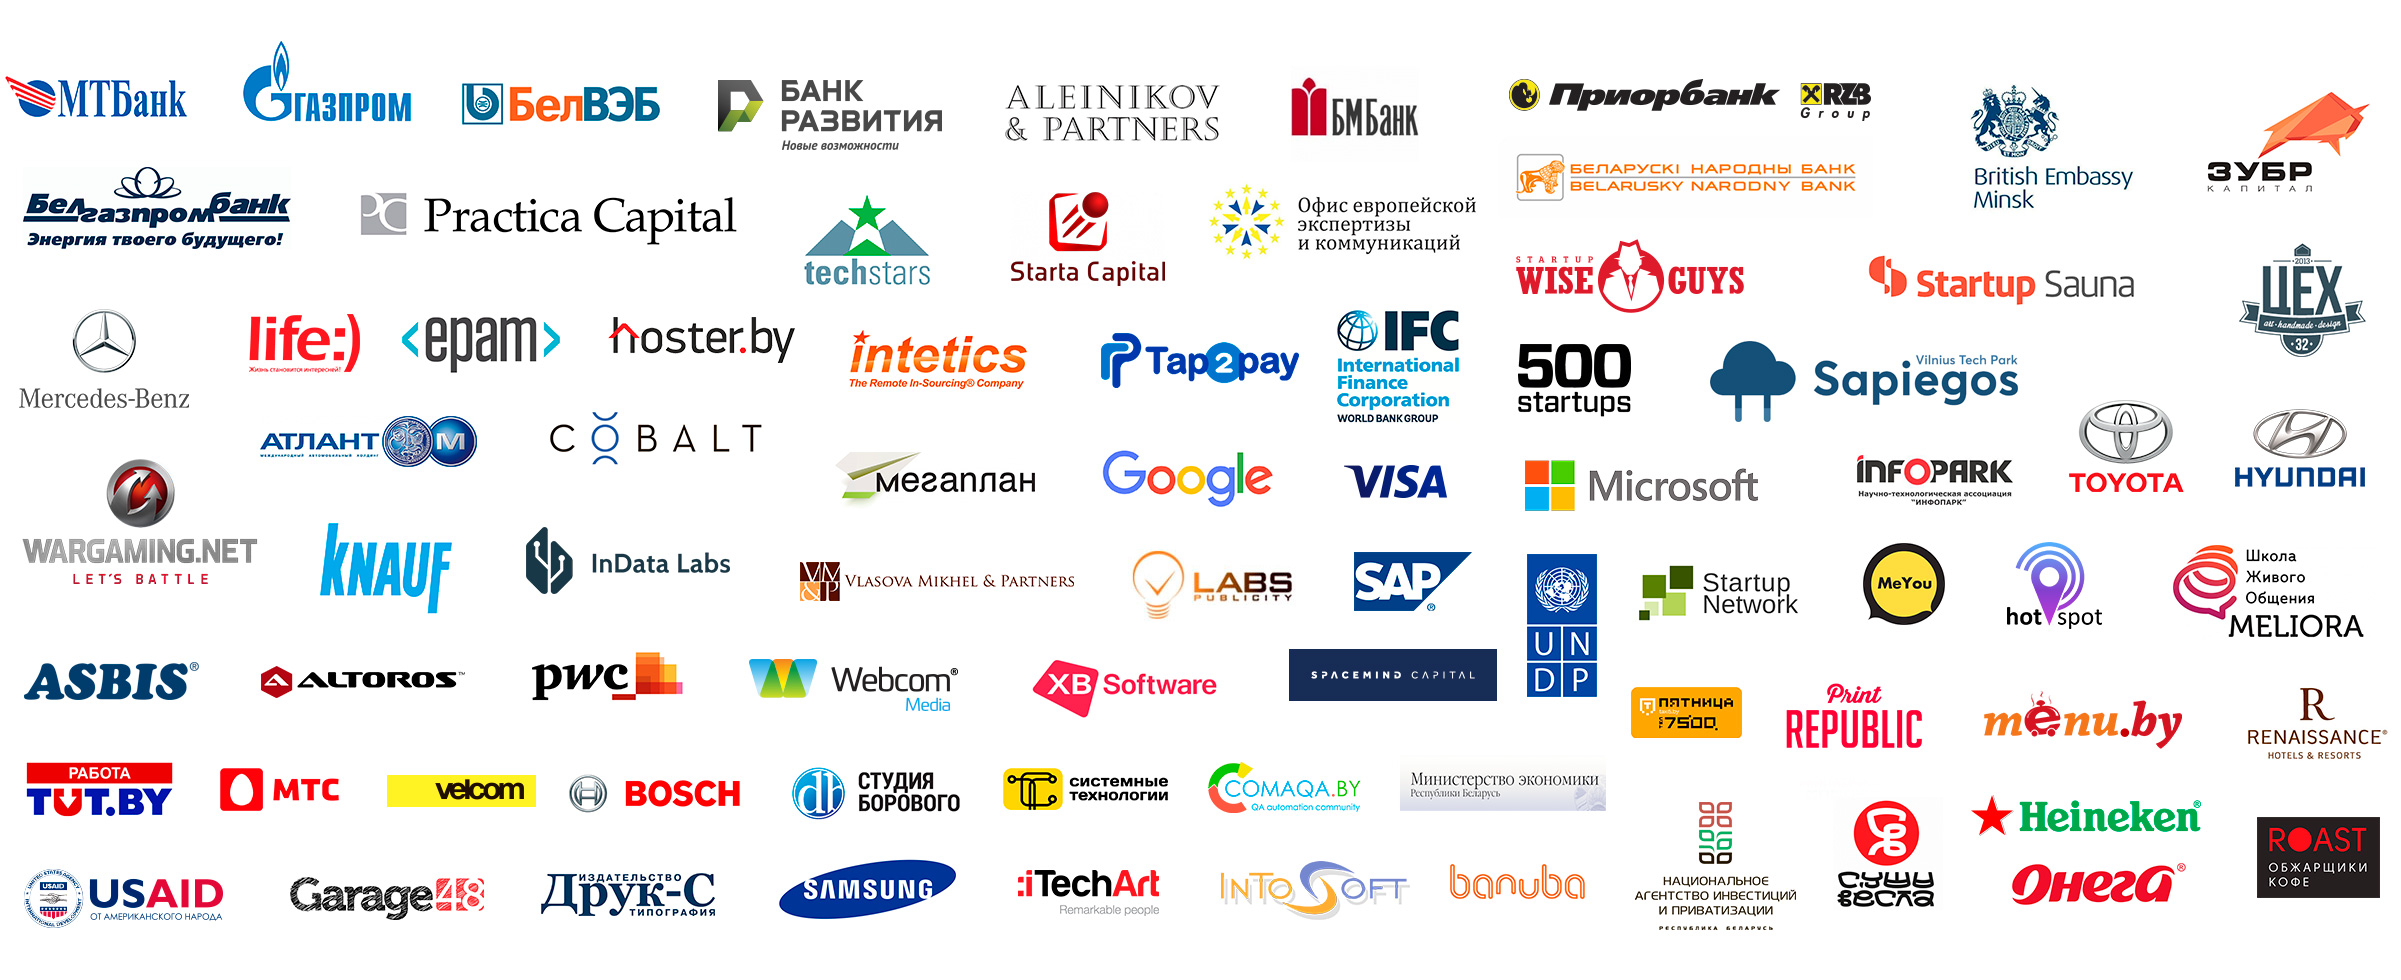 МТБанк
ГАЗПРОМ
БелВЭБ
БАНК
РАЗВИТИЯ
Новые возможности
ALEINIKOV
& PARTNERS
БМБанк
Приорбанк
RZB
Group
British Embassy
Minsk
ЗУБР
КАПИТАЛ
Белгазпромбанк
Энергия твоего будущего!
PC
Practica Capital
techstars
Starta Capital
Офис европейской
экспертизы
и коммуникаций
БЕЛАРУСКI НАРОДНЫ БАНК
BELARUSKY NARODNY BANK
STARTUP
WISE GUYS
Startup Sauna
2013
ЦЕХ
art·handmade·design
32
Mercedes-Benz
life:)
Жизнь становится интересней!
<epam>
hoster.by
intetics
The Remote In-Sourcing® Company
Tap2pay
IFC
International
Finance
Corporation
WORLD BANK GROUP
500
startups
Vilnius Tech Park
Sapiegos
АТЛАНТ М
МЕЖДУНАРОДНЫЙ АВТОМОБИЛЬНЫЙ ХОЛДИНГ
COBALT
мегаплан
Google
VISA
Microsoft
INFOPARK
Научно-технологическая ассоциация
"ИНФОПАРК"
TOYOTA
HYUNDAI
WARGAMING.NET
LET'S BATTLE
KNAUF
InData Labs
VM&P
VLASOVA MIKHEL & PARTNERS
LABS
PUBLICITY
SAP®
UN
DP
Startup
Network
MeYou
hot spot
Школа
Живого
Общения
MELIORA
ASBIS®
ALTOROS™
pwc
Webcom®
Media
XB Software
SPACEMIND CAPITAL
ПЯТНИЦА
7500
Print
REPUBLIC
menu.by
R
RENAISSANCE®
HOTELS & RESORTS
РАБОТА
TUT.BY
МТС
velcom
BOSCH
СТУДИЯ
БОРОВОГО
СИСТЕМНЫЕ
ТЕХНОЛОГИИ
COMAQA.BY
QA automation community
Министерство экономики
Республики Беларусь
Heineken®
ROAST
ОБЖАРЩИКИ
КОФЕ
USAID
USAID
ОТ АМЕРИКАНСКОГО НАРОДА
Garage48
ИЗДАТЕЛЬСТВО
Друк-С
ТИПОГРАФИЯ
SAMSUNG
:iTechArt
Remarkable people
INTOSOFT
banuba
НАЦИОНАЛЬНОЕ
АГЕНТСТВО ИНВЕСТИЦИЙ
И ПРИВАТИЗАЦИИ
РЕСПУБЛИКА БЕЛАРУСЬ
СУШИ
ВЕСЛА
Онега®